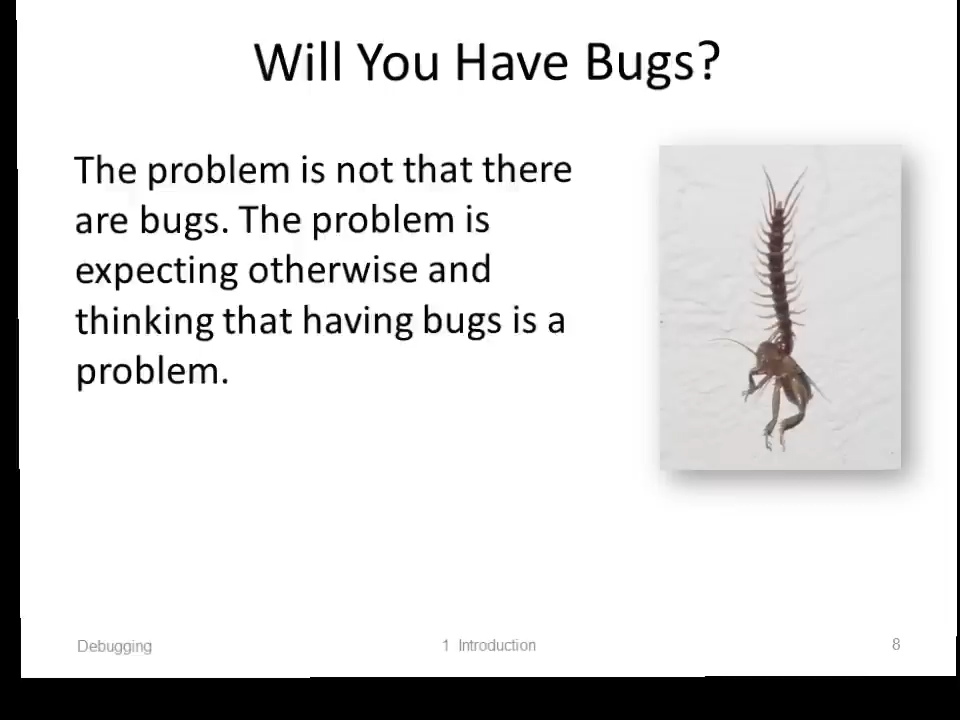 Will You Have Bugs?
The problem is not that there
are bugs. The problem is
expecting otherwise and
thinking that having bugs is a
problem.
Debugging
1 Introduction
8